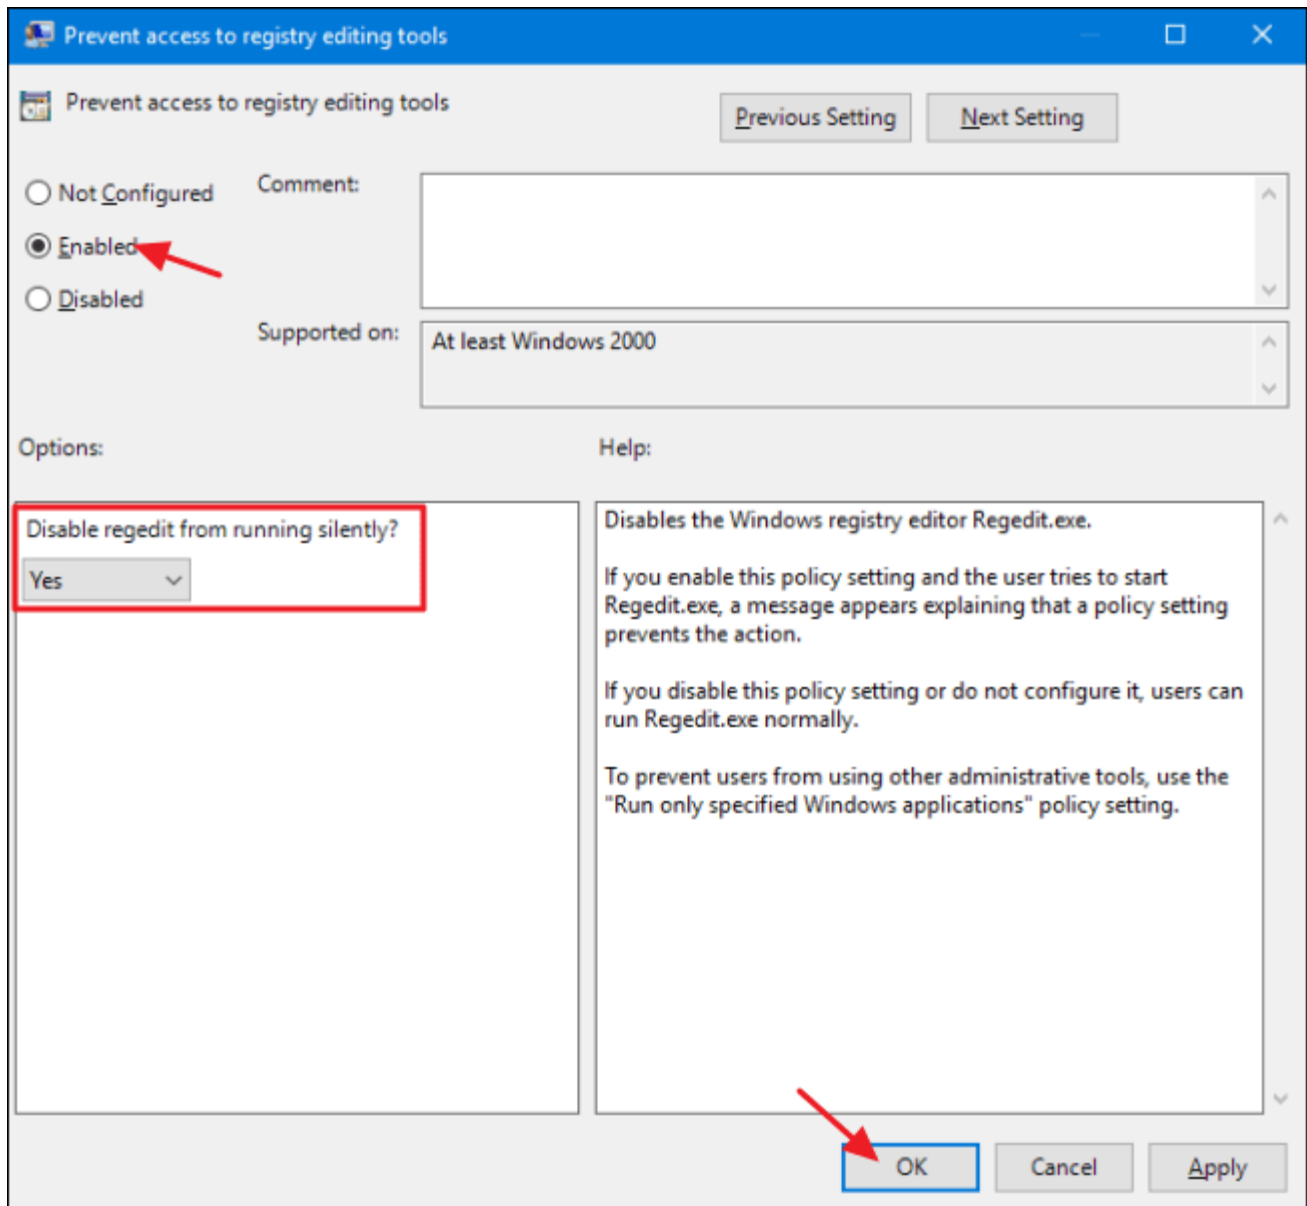 Prevent access to registry editing tools
Prevent access to registry editing tools
Previous Setting
Next Setting
Not Configured
Comment:
Enabled
Disabled
Supported on:
At least Windows 2000
Options:
Help:
Disable regedit from running silently?
Yes
Disables the Windows registry editor Regedit.exe.
If you enable this policy setting and the user tries to start
Regedit.exe, a message appears explaining that a policy setting
prevents the action.
If you disable this policy setting or do not configure it, users can
run Regedit.exe normally.
To prevent users from using other administrative tools, use the
"Run only specified Windows applications" policy setting.
OK
Cancel
Apply